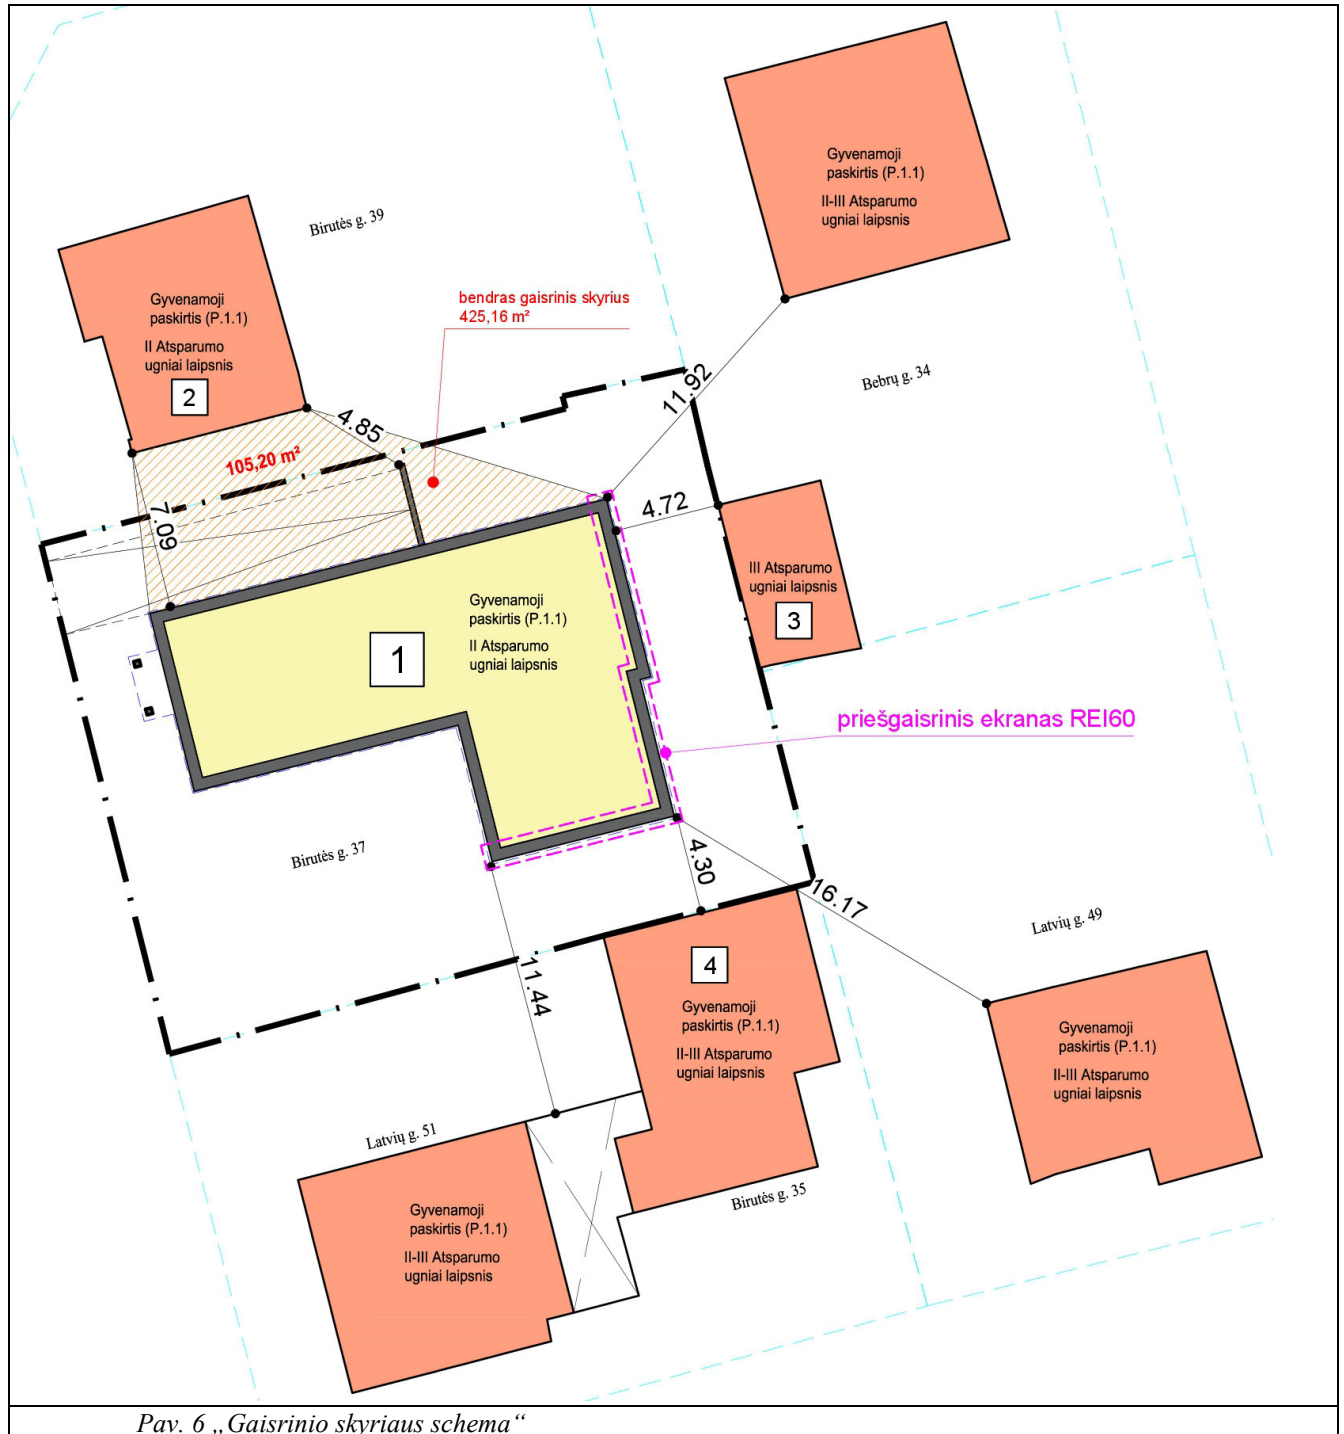 Gyvenamoji
paskirtis (P.1.1)
II-III Atsparumo
ugniai laipsnis
Birutės g. 39
bendras gaisrinis skyrius
425,16 m²
Gyvenamoji
paskirtis (P.1.1)
II Atsparumo
ugniai laipsnis
2
Bebrų g. 34
11.92
4.85
105,20 m²
4.72
7.09
III Atsparumo
ugniai laipsnis
3
Gyvenamoji
paskirtis (P.1.1)
II Atsparumo
ugniai laipsnis
1
priešgaisrinis ekranas REI60
Birutės g. 37
4.30
16.17
Latvių g. 49
11.44
4
Gyvenamoji
paskirtis (P.1.1)
II-III Atsparumo
ugniai laipsnis
Gyvenamoji
paskirtis (P.1.1)
II-III Atsparumo
ugniai laipsnis
Latvių g. 51
Birutės g. 35
Gyvenamoji
paskirtis (P.1.1)
II-III Atsparumo
ugniai laipsnis
Pav. 6 „Gaisrinio skyriaus schema“